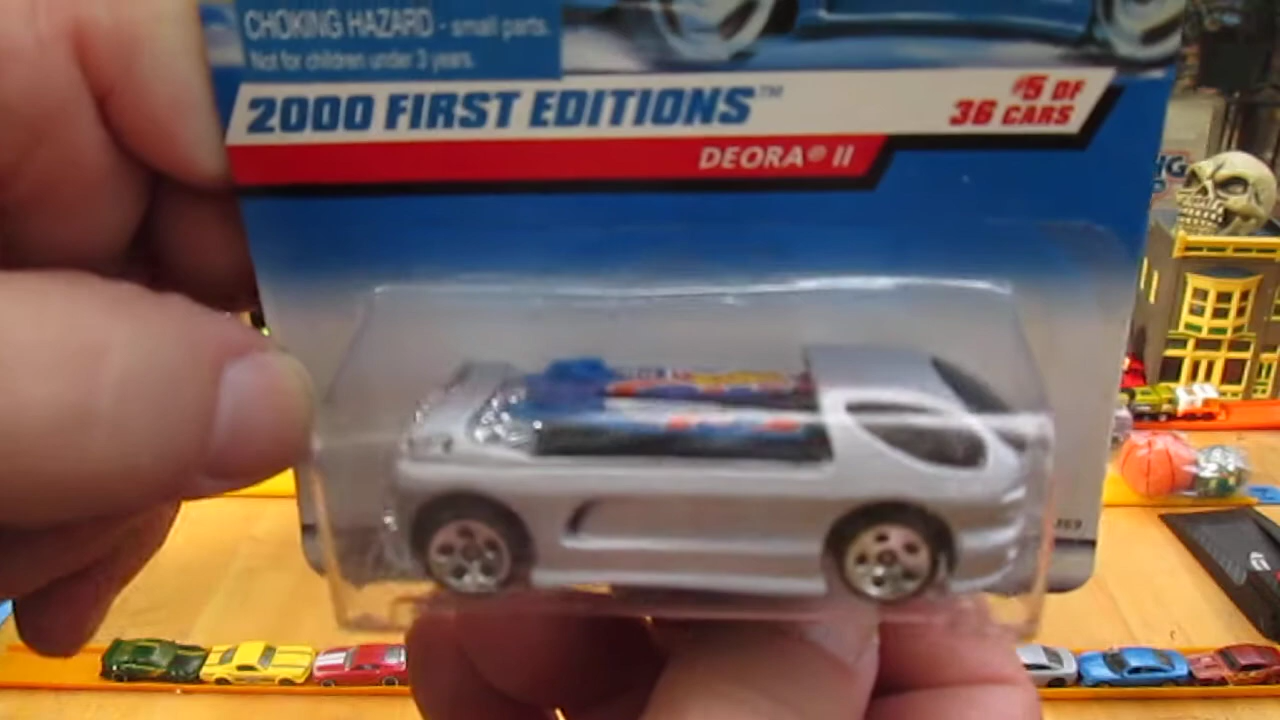 CHOKING HAZARD - small parts.
Not for children under 3 years.
2000 FIRST EDITIONS™
#5 OF
36 CARS
DEORA® II